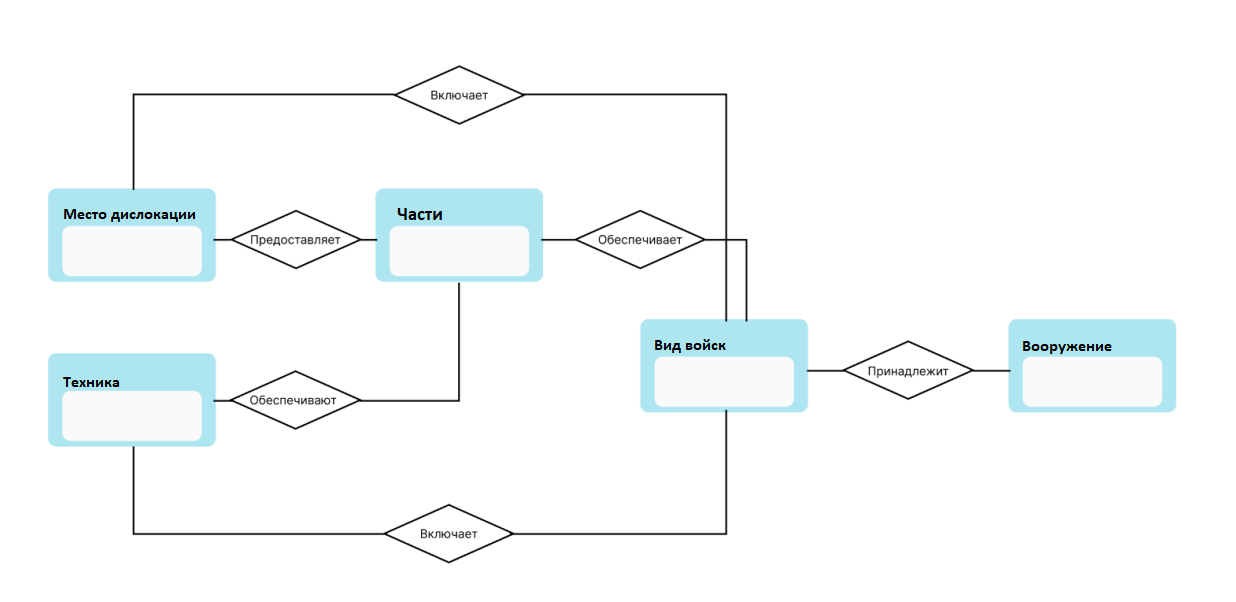 Включает
Место дислокации
Предоставляет
Части
Обеспечивает
Вид войск
Принадлежит
Вооружение
Техника
Обеспечивают
Включает